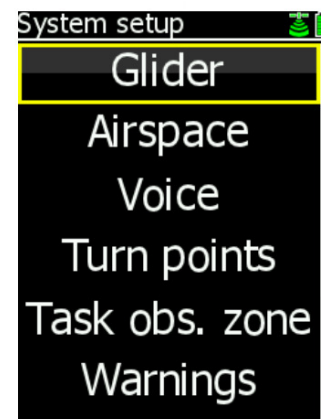 System setup
Glider
Airspace
Voice
Turn points
Task obs. zone
Warnings